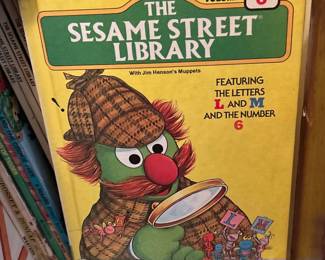 THE
SESAME STREET
LIBRARY
With Jim Henson's Muppets
FEATURING
THE LETTERS
L AND M
AND THE NUMBER
6